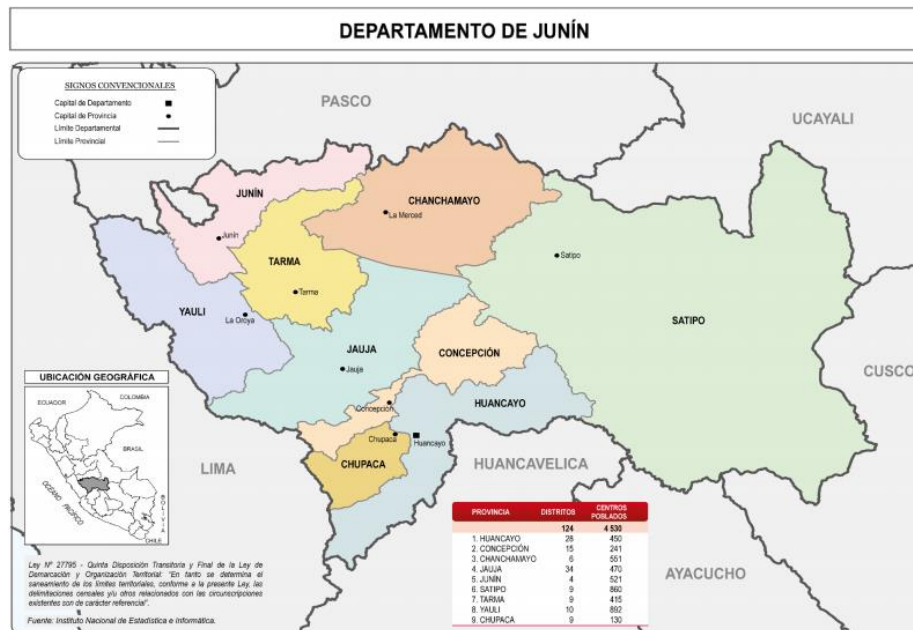 DEPARTAMENTO DE JUNÍN
SIGNOS CONVENCIONALES
Capital de Departamento
Capital de Provincia
Límite Departamental
Límite Provincial
PASCO
UCAYALI
JUNÍN
CHANCHAMAYO
La Merced
Junín
Satipo
TARMA
Tarma
YAULI
La Oroya
SATIPO
JAUJA
CONCEPCIÓN
Jauja
CUSCO
UBICACIÓN GEOGRÁFICA
ECUADOR
COLOMBIA
BRASIL
OCÉANO PACÍFICO
BOLIVIA
CHILE
Concepción
HUANCAYO
Chupaca
Huancayo
LIMA
CHUPACA
HUANCAVELICA
AYACUCHO
PROVINCIA DISTRITOS CENTROS POBLADOS
124 4 530
1. HUANCAYO 28 450
2. CONCEPCIÓN 15 241
3. CHANCHAMAYO 6 551
4. JAUJA 34 470
5. JUNÍN 4 521
6. SATIPO 9 860
7. TARMA 9 415
8. YAULI 10 892
9. CHUPACA 9 130
Ley Nº 27795 - Quinta Disposición Transitoria y Final de la Ley de
Demarcación y Organización Territorial: "En tanto se determina el
saneamiento de los límites territoriales, conforme a la presente Ley, las
delimitaciones censales y/u otros relacionados con las circunscripciones
existentes son de carácter referencial".
Fuente: Instituto Nacional de Estadística e Informática.